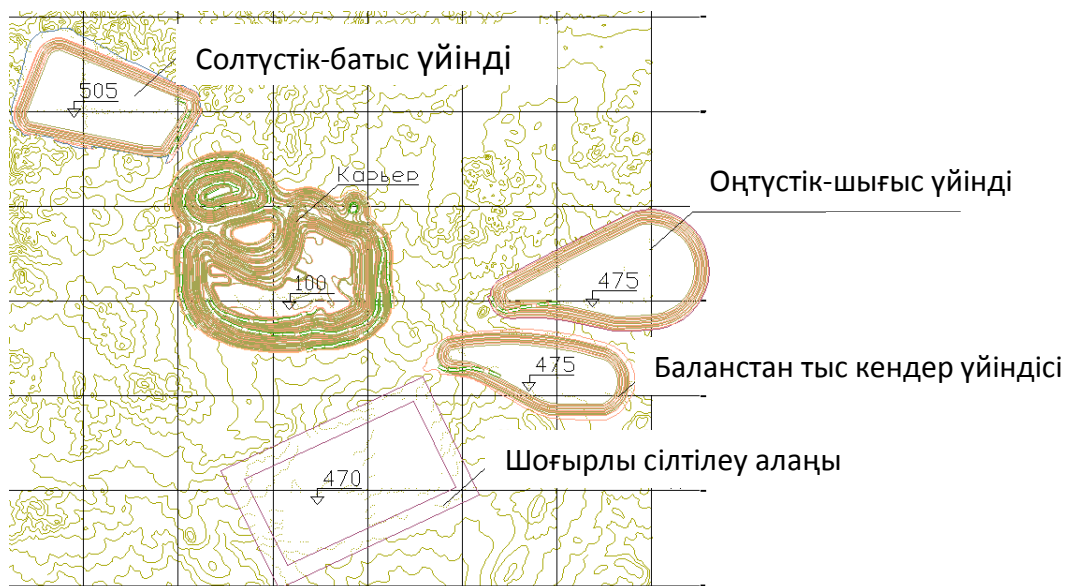 Солтүстік-батыс үйінді
505
Карьер
Оңтүстік-шығыс үйінді
100
475
475
Баланстан тыс кендер үйіндісі
Шоғырлы сілтілеу алаңы
470